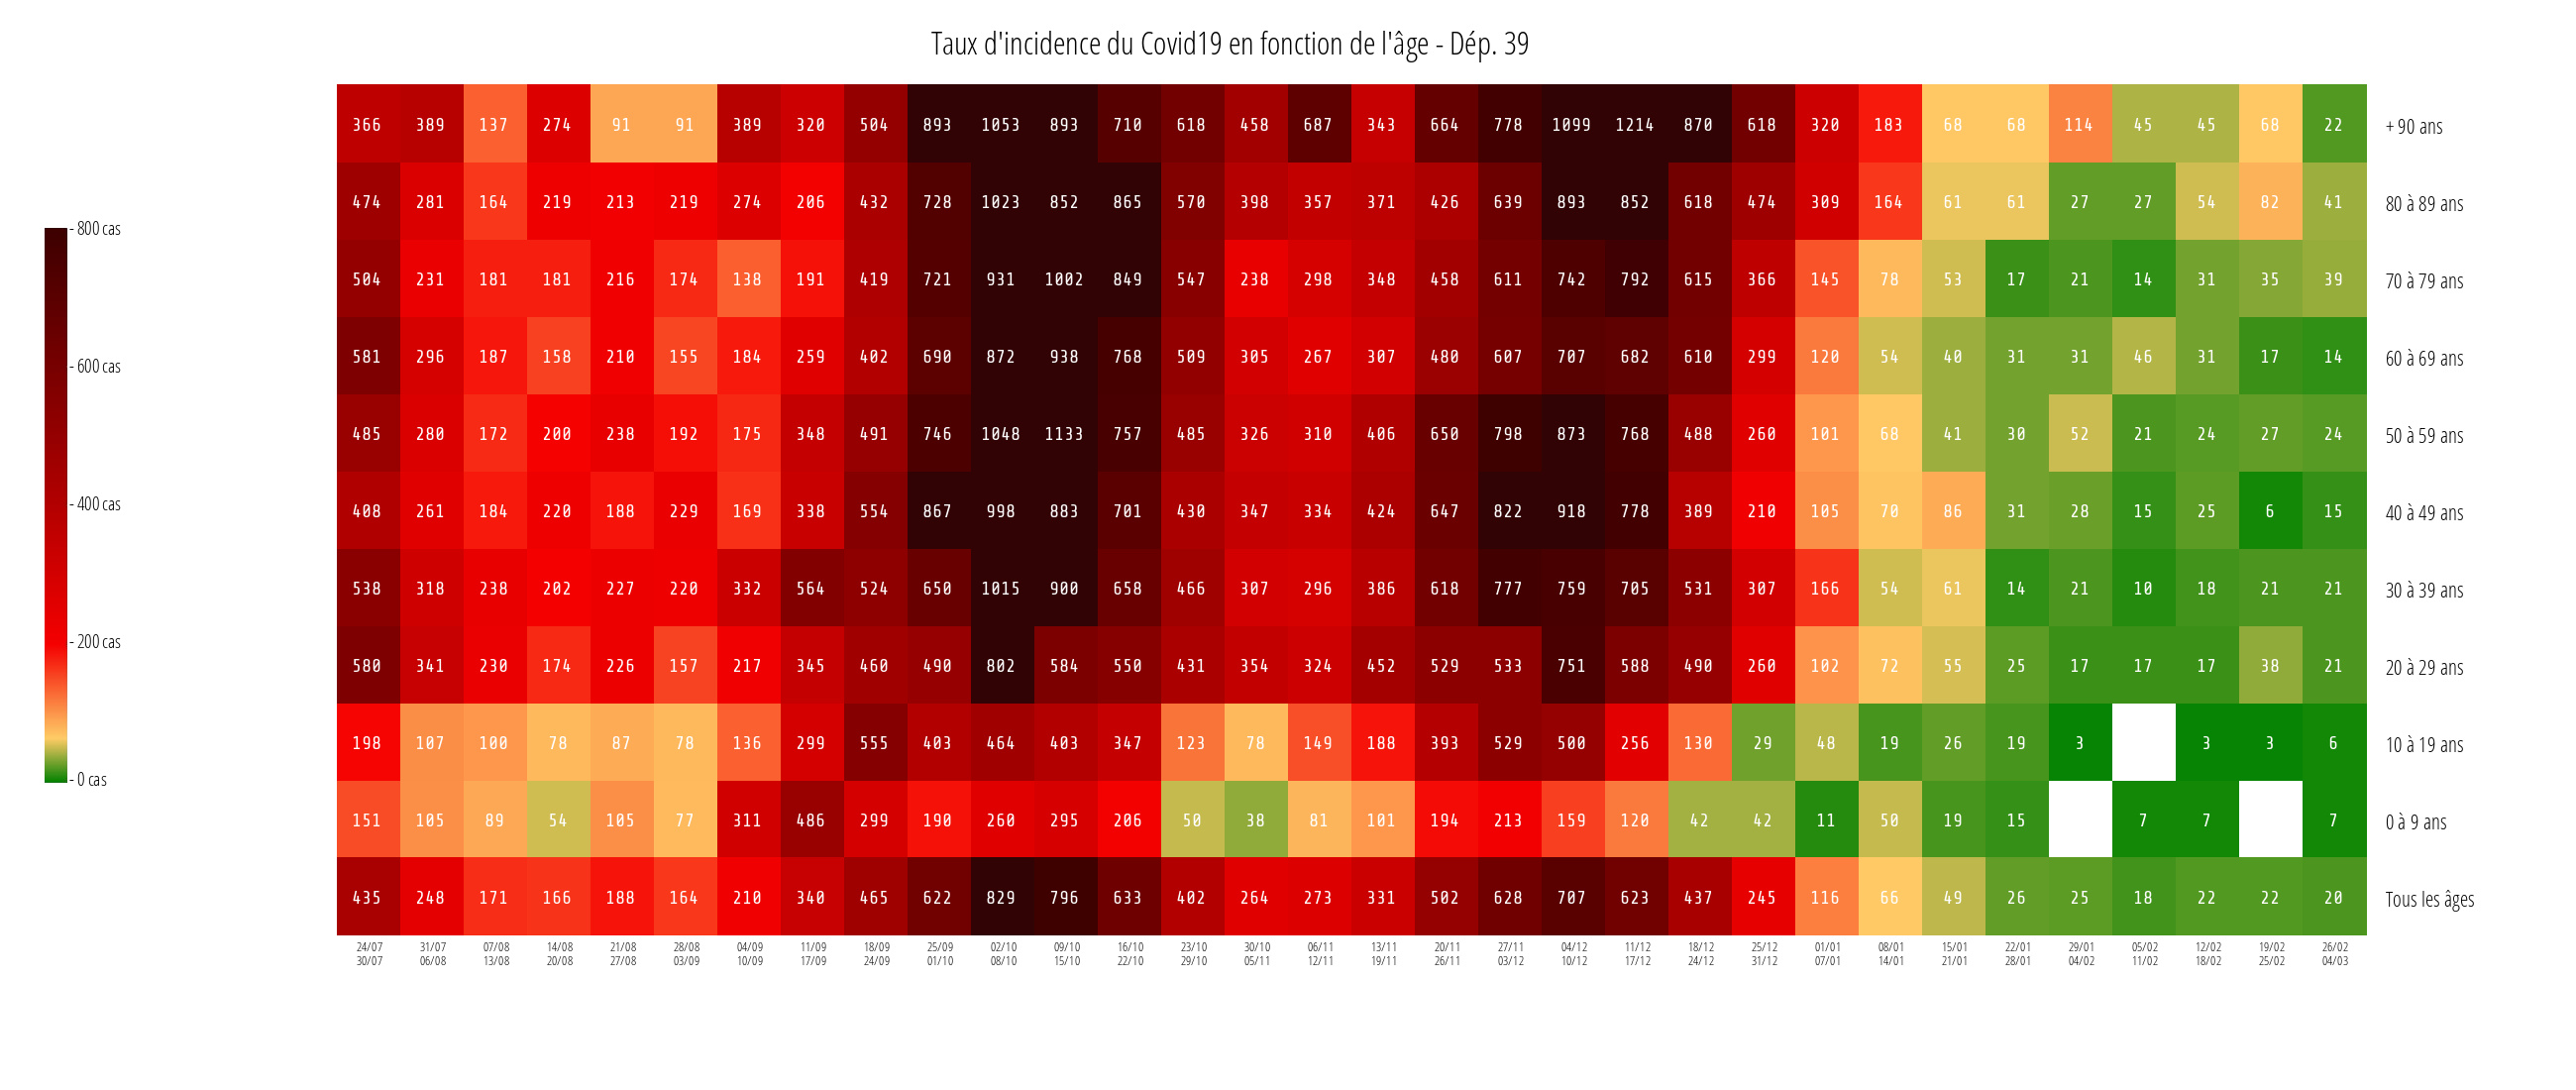 Taux d'incidence du Covid19 en fonction de l'âge - Dép. 39
- 800 cas
- 600 cas
- 400 cas
- 200 cas
- 0 cas
366 389 137 274 91 91 389 320 504 893 1053 893 710 618 458 687 343 664 778 1099 1214 870 618 320 183 68 68 114 45 45 68 22 + 90 ans
474 281 164 219 213 219 274 206 432 728 1023 852 865 570 398 357 371 426 639 893 852 618 474 309 164 61 61 27 27 54 82 41 80 à 89 ans
504 231 181 181 216 174 138 191 419 721 931 1002 849 547 238 298 348 458 611 742 792 615 366 145 78 53 17 21 14 31 35 39 70 à 79 ans
581 296 187 158 210 155 184 259 402 690 872 938 768 509 305 267 307 480 607 707 682 610 299 120 54 40 31 31 46 31 17 14 60 à 69 ans
485 280 172 200 238 192 175 348 491 746 1048 1133 757 485 326 310 406 650 798 873 768 488 260 101 68 41 30 52 21 24 27 24 50 à 59 ans
408 261 184 220 188 229 169 338 554 867 998 883 701 430 347 334 424 647 822 918 778 389 210 105 70 86 31 28 15 25 6 15 40 à 49 ans
538 318 238 202 227 220 332 564 524 650 1015 900 658 466 307 296 386 618 777 759 705 531 307 166 54 61 14 21 10 18 21 21 30 à 39 ans
580 341 230 174 226 157 217 345 460 490 802 584 550 431 354 324 452 529 533 751 588 490 260 102 72 55 25 17 17 17 38 21 20 à 29 ans
198 107 100 78 87 78 136 299 555 403 464 403 347 123 78 149 188 393 529 500 256 130 29 48 19 26 19 3 3 3 6 10 à 19 ans
151 105 89 54 105 77 311 486 299 190 260 295 206 50 38 81 101 194 213 159 120 42 42 11 50 19 15 7 7 7 0 à 9 ans
435 248 171 166 188 164 210 340 465 622 829 796 633 402 264 273 331 502 628 707 623 437 245 116 66 49 26 25 18 22 22 20 Tous les âges
24/07 31/07 07/08 14/08 21/08 28/08 04/09 11/09 18/09 25/09 02/10 09/10 16/10 23/10 30/10 06/11 13/11 20/11 27/11 04/12 11/12 18/12 25/12 01/01 08/01 15/01 22/01 29/01 05/02 12/02 19/02 26/02
30/07 06/08 13/08 20/08 27/08 03/09 10/09 17/09 24/09 01/10 08/10 15/10 22/10 29/10 05/11 12/11 19/11 26/11 03/12 10/12 17/12 24/12 31/12 07/01 14/01 21/01 28/01 04/02 11/02 18/02 25/02 04/03